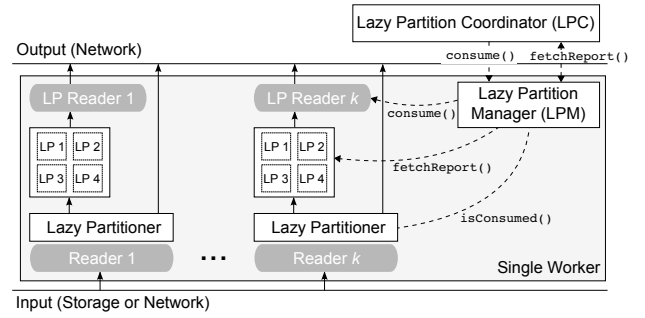 Lazy Partition Coordinator (LPC)
Output (Network)
consume()
fetchReport()
LP Reader 1
LP Reader k
Lazy Partition
Manager (LPM)
consume()
LP 1 LP 2
LP 3 LP 4
LP 1 LP 2
LP 3 LP 4
fetchReport()
isConsumed()
Lazy Partitioner
Lazy Partitioner
Reader 1
...
Reader k
Single Worker
Input (Storage or Network)